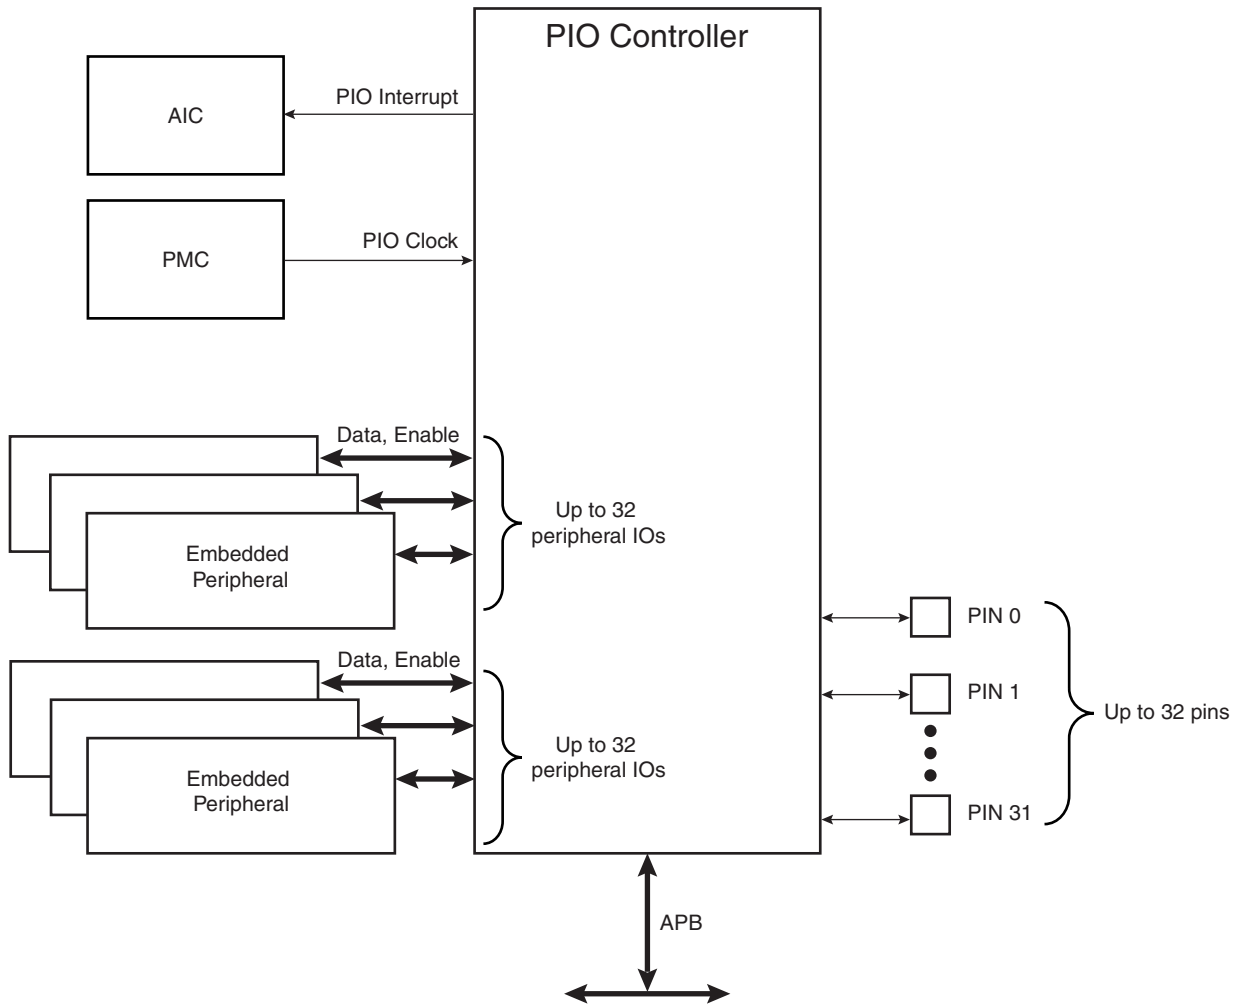 PIO Controller
PIO Interrupt
AIC
PIO Clock
PMC
Data, Enable
Up to 32
peripheral IOs
Embedded
Peripheral
PIN 0
Data, Enable
PIN 1
Up to 32 pins
Up to 32
peripheral IOs
Embedded
Peripheral
PIN 31
APB